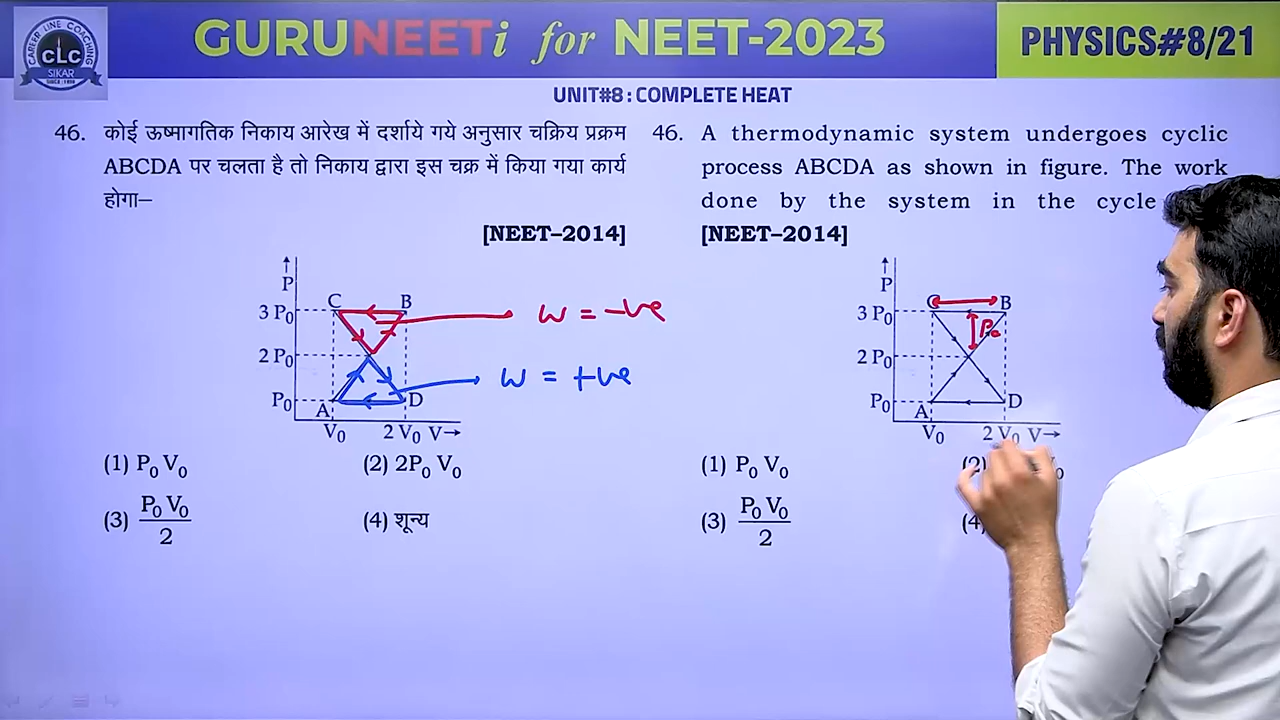 GURUNEETi for NEET-2023
PHYSICS#8/21
CAREER LINE COACHING
CLC
SIKAR
UNIT#8 : COMPLETE HEAT
46. कोई ऊष्मागतिक निकाय आरेख में दर्शाये गये अनुसार चक्रिय प्रक्रम
ABCDA पर चलता है तो निकाय द्वारा इस चक्र में किया गया कार्य
होगा–
[NEET–2014]
P
C B
3 P₀
2 P₀
P₀
A D
V₀ 2 V₀ V→
W = -ve
W = +ve
(1) P₀ V₀ (2) 2P₀ V₀
(3) P₀ V₀ / 2 (4) शून्य
46. A thermodynamic system undergoes cyclic
process ABCDA as shown in figure. The work
done by the system in the cycle
[NEET–2014]
P
C B
3 P₀
P₀
2 P₀
P₀
A D
V₀ 2 V₀ V→
(1) P₀ V₀ (2)
(3) P₀ V₀ / 2 (4)